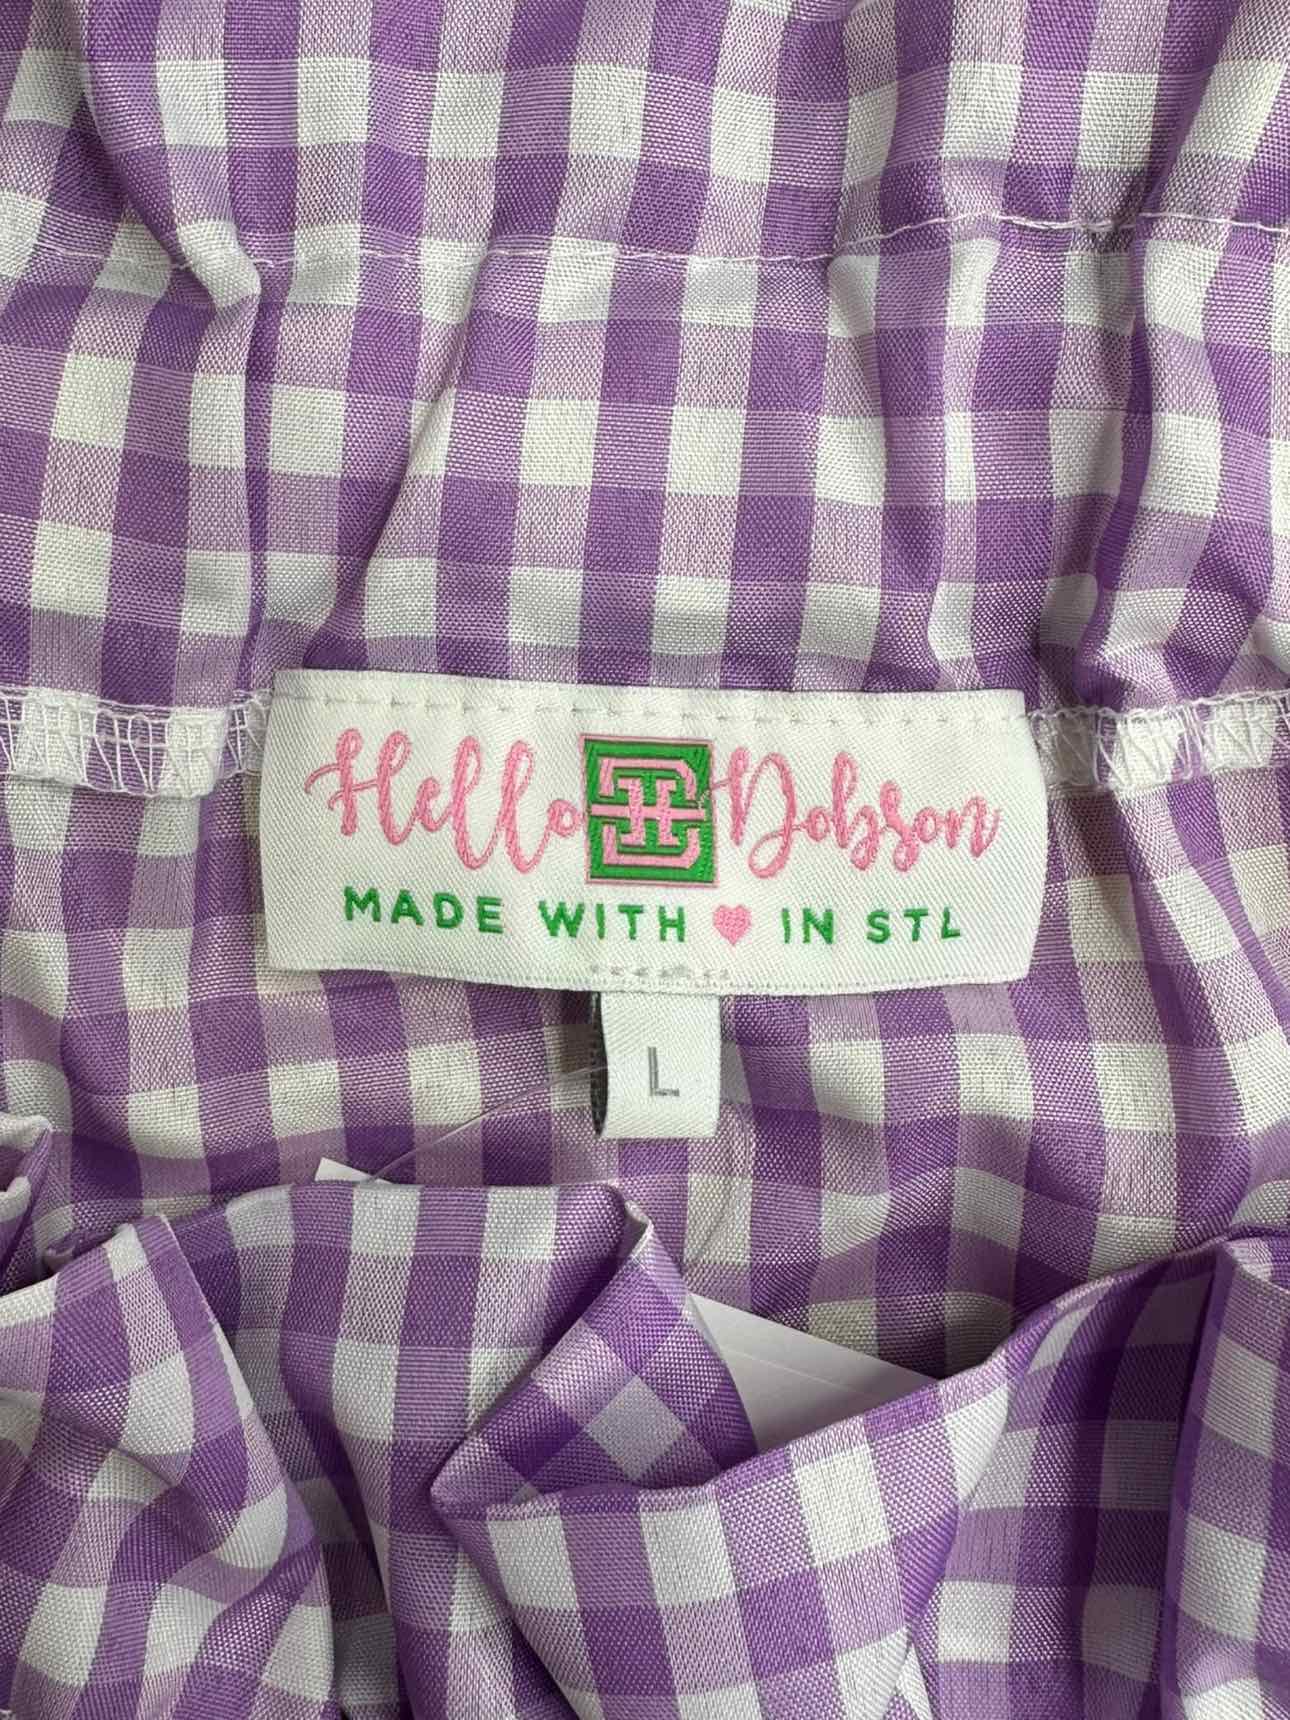 Hello Dobson
MADE WITH ♥ IN STL
L